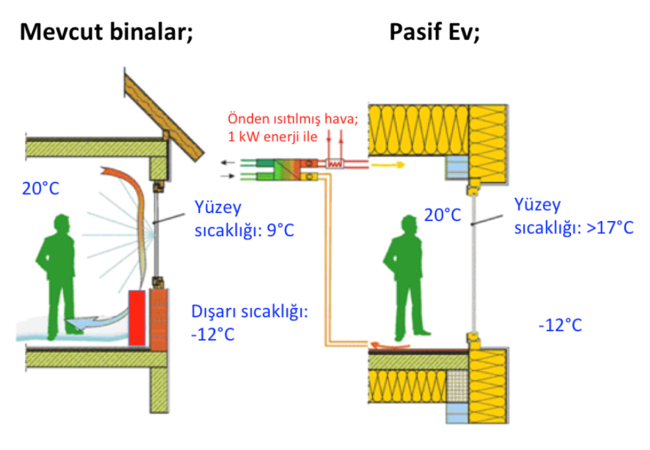 Mevcut binalar;
Pasif Ev;
Önden ısıtılmış hava;
1 kW enerji ile
20°C
Yüzey
sıcaklığı: 9°C
Dışarı sıcaklığı:
-12°C
20°C
Yüzey
sıcaklığı: >17°C
-12°C